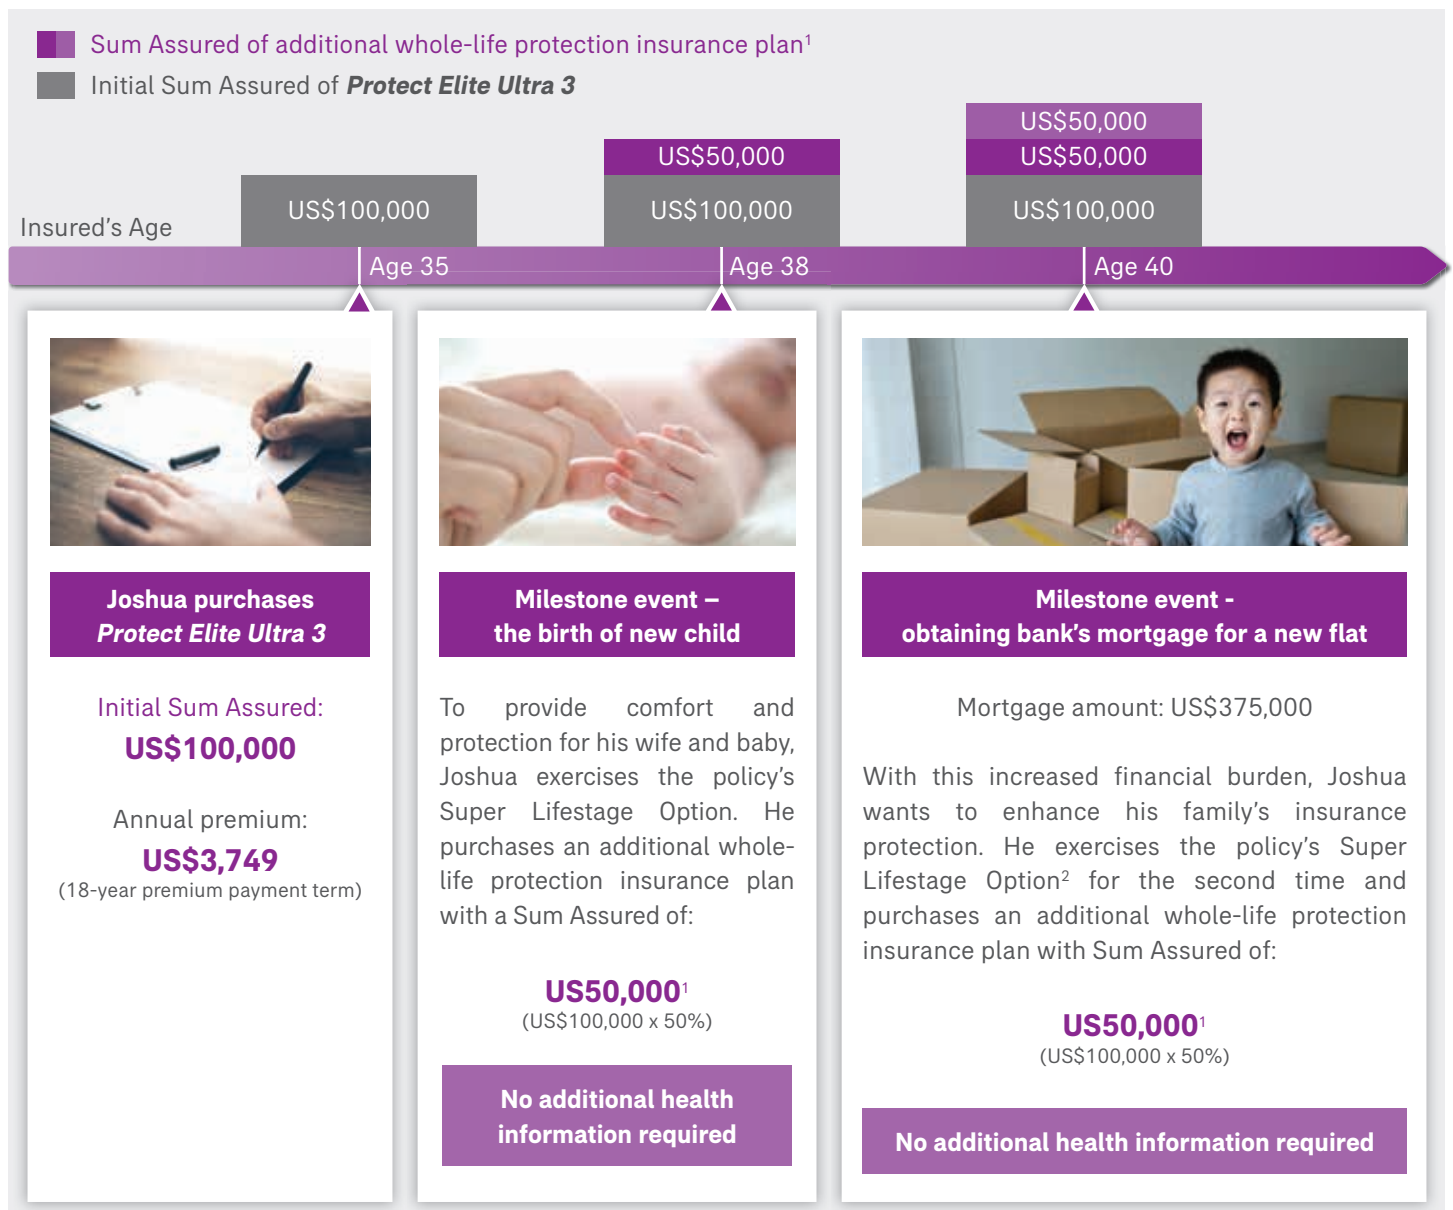 Sum Assured of additional whole-life protection insurance plan¹
Initial Sum Assured of Protect Elite Ultra 3
US$50,000
US$50,000
US$50,000
US$100,000
US$100,000
US$100,000
Insured's Age
Age 35
Age 38
Age 40
Joshua purchases
Protect Elite Ultra 3
Initial Sum Assured:
US$100,000
Annual premium:
US$3,749
(18-year premium payment term)
Milestone event –
the birth of new child
To provide comfort and
protection for his wife and baby,
Joshua exercises the policy's
Super Lifestage Option. He
purchases an additional whole-
life protection insurance plan
with a Sum Assured of:
US50,000¹
(US$100,000 x 50%)
No additional health
information required
Milestone event -
obtaining bank's mortgage for a new flat
Mortgage amount: US$375,000
With this increased financial burden, Joshua
wants to enhance his family's insurance
protection. He exercises the policy's Super
Lifestage Option² for the second time and
purchases an additional whole-life protection
insurance plan with Sum Assured of:
US50,000¹
(US$100,000 x 50%)
No additional health information required